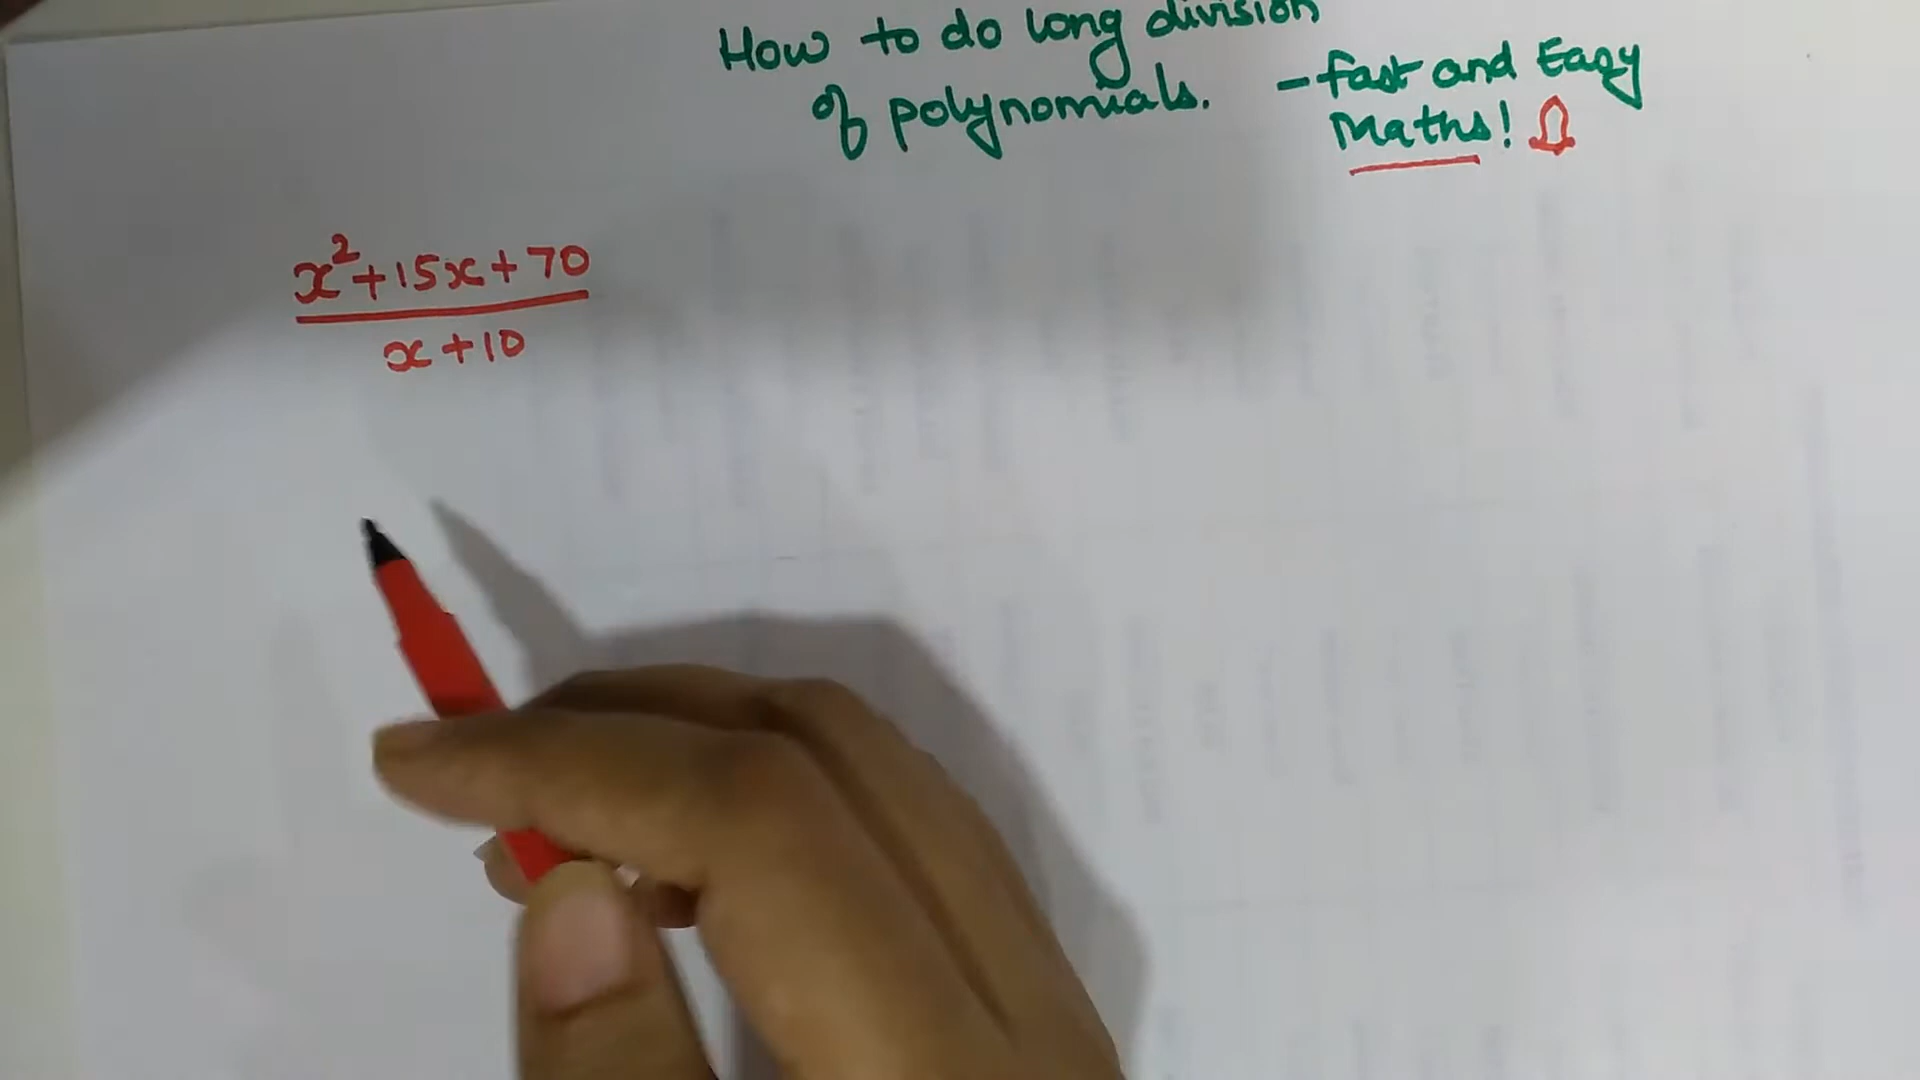 How to do long division
of polynomials.
- Fast and Easy
Maths!
x²+15x+70
x+10